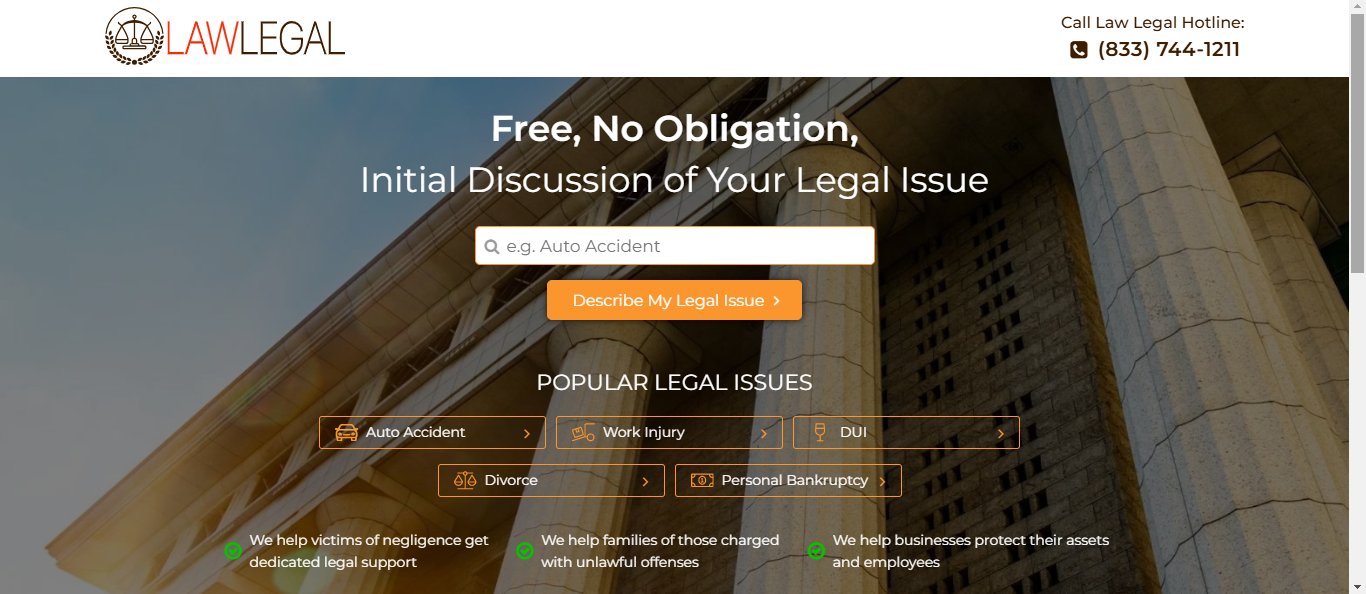 LAWLEGAL
Call Law Legal Hotline:
(833) 744-1211
Free, No Obligation,
Initial Discussion of Your Legal Issue
e.g. Auto Accident
Describe My Legal Issue
POPULAR LEGAL ISSUES
Auto Accident
Work Injury
DUI
Divorce
Personal Bankruptcy
We help victims of negligence get
dedicated legal support
We help families of those charged
with unlawful offenses
We help businesses protect their assets
and employees